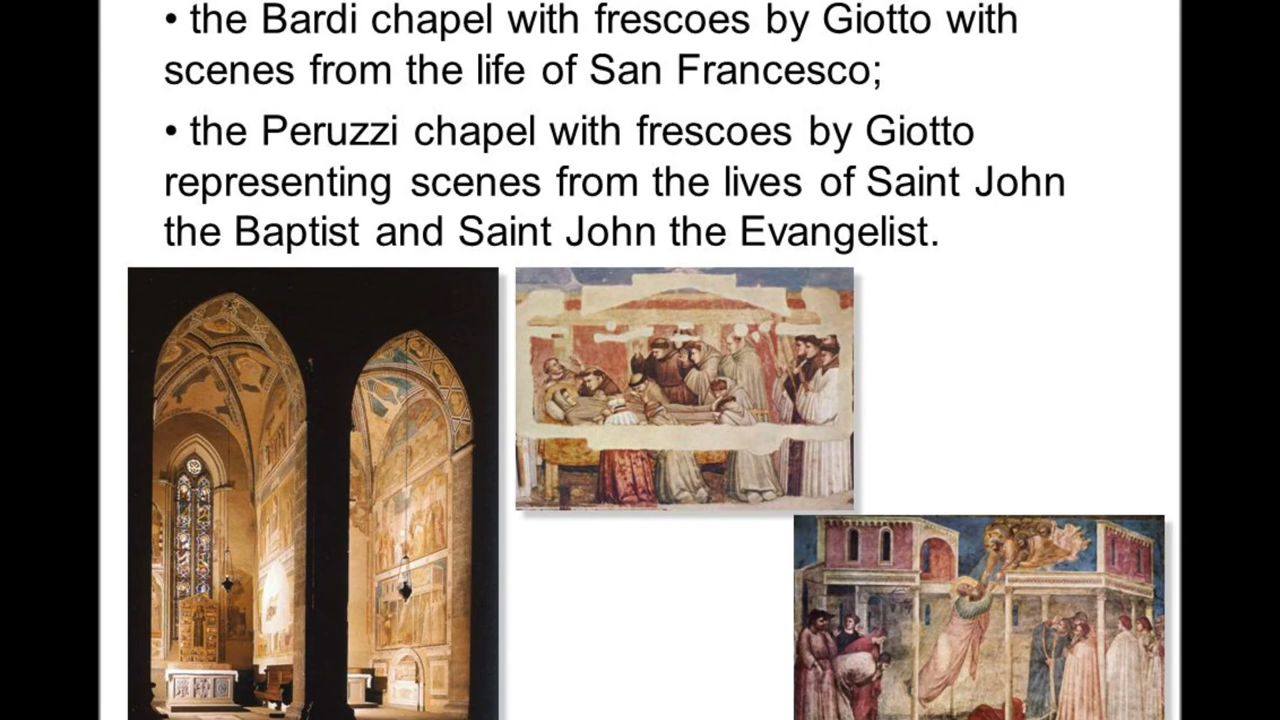 • the Bardi chapel with frescoes by Giotto with
scenes from the life of San Francesco;
• the Peruzzi chapel with frescoes by Giotto
representing scenes from the lives of Saint John
the Baptist and Saint John the Evangelist.